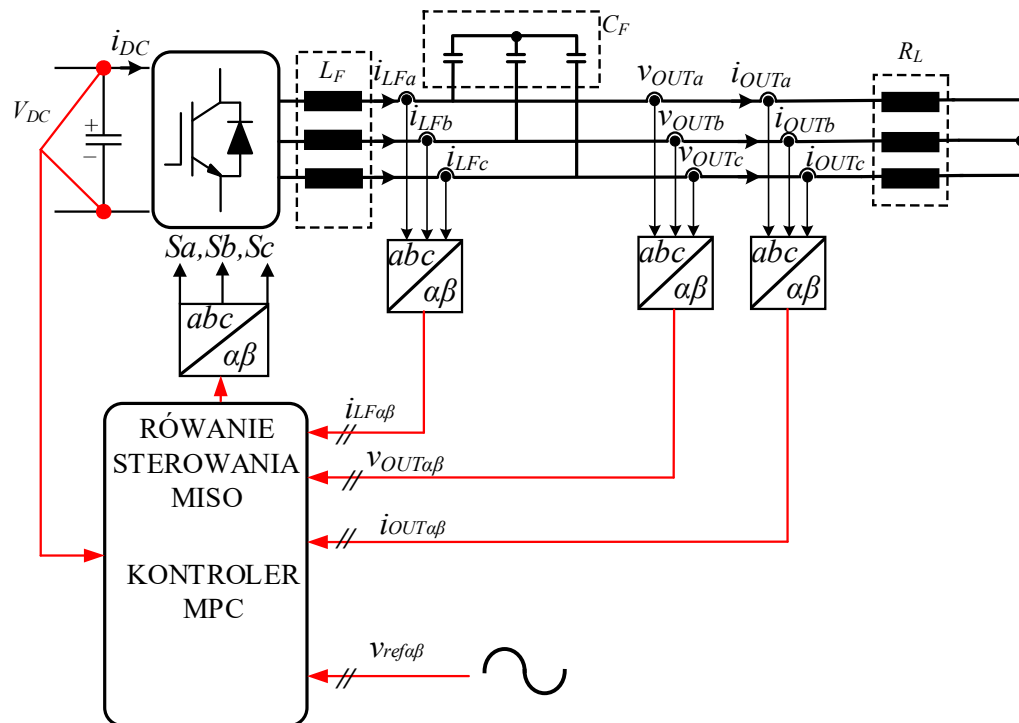 i_DC
L_F
i_LFa
C_F
v_OUTa
i_OUTa
R_L
V_DC
+
−
i_LFb
v_OUTb
i_OUTb
i_LFc
v_OUTc
i_OUTc
Sa,Sb,Sc
abc
αβ
abc
αβ
abc
αβ
abc
αβ
RÓWANIE
STEROWANIA
MISO
KONTROLER
MPC
i_LFαβ
v_OUTαβ
i_OUTαβ
v_refαβ